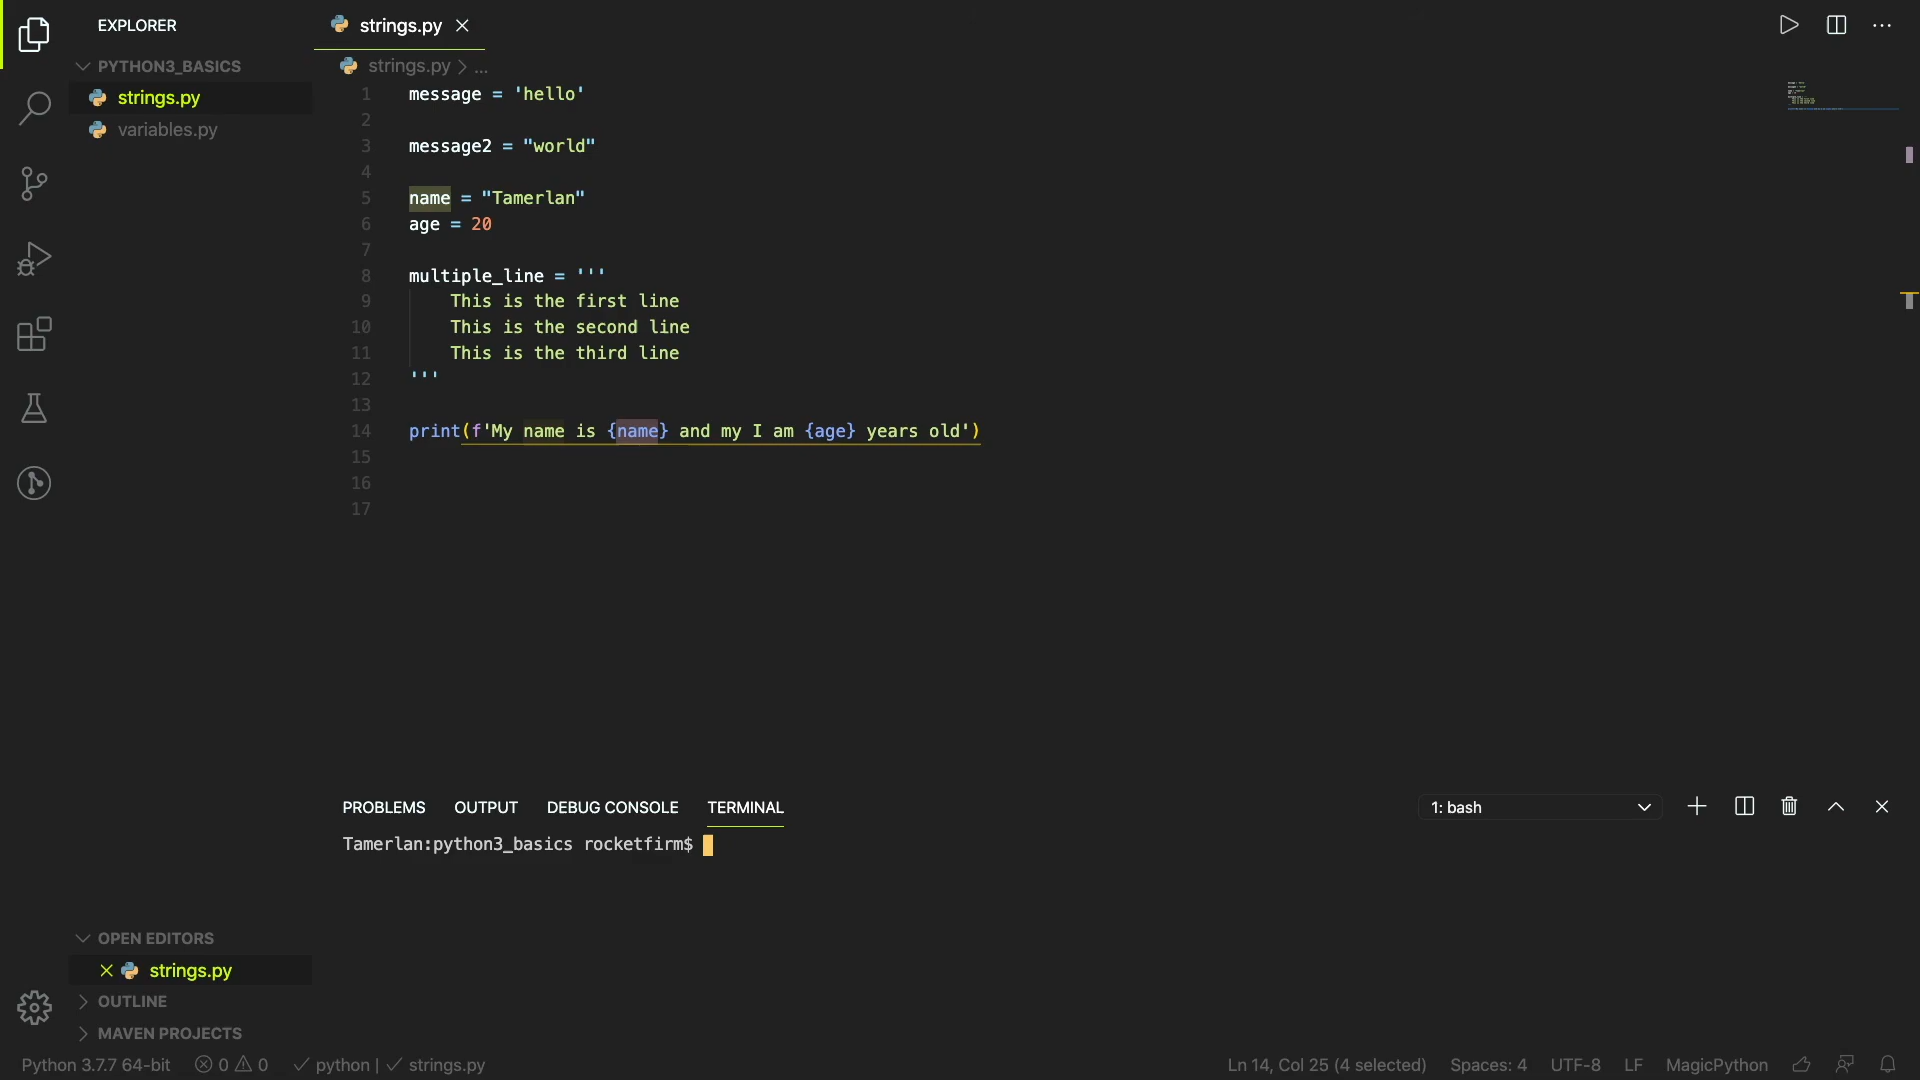 EXPLORER
PYTHON3_BASICS
strings.py
variables.py
strings.py
strings.py > ...
1 message = 'hello'
2
3 message2 = "world"
4
5 name = "Tamerlan"
6 age = 20
7
8 multiple_line = '''
9 This is the first line
10 This is the second line
11 This is the third line
12 '''
13
14 print(f'My name is {name} and my I am {age} years old')
15
16
17
PROBLEMS OUTPUT DEBUG CONSOLE TERMINAL 1: bash
Tamerlan:python3_basics rocketfirm$
OPEN EDITORS
strings.py
OUTLINE
MAVEN PROJECTS
Python 3.7.7 64-bit 0 0 python | strings.py Ln 14, Col 25 (4 selected) Spaces: 4 UTF-8 LF MagicPython